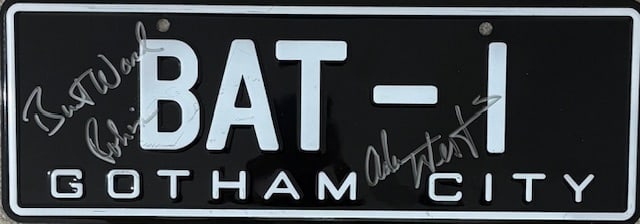 BAT-1
Burt Ward
Robin
Adam West
GOTHAM CITY